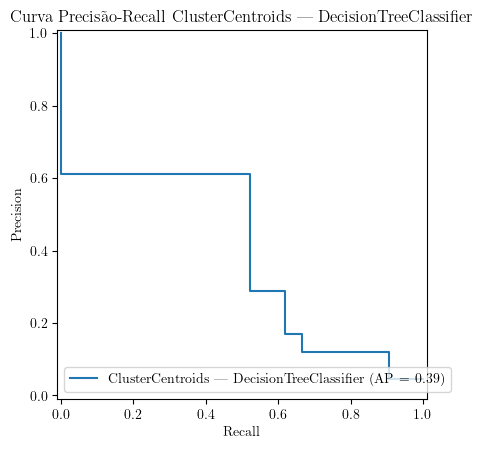 Curva Precisão-Recall ClusterCentroids — DecisionTreeClassifier
1.0
0.8
0.6
0.4
0.2
0.0
Precision
ClusterCentroids — DecisionTreeClassifier (AP = 0.39)
0.0 0.2 0.4 0.6 0.8 1.0
Recall